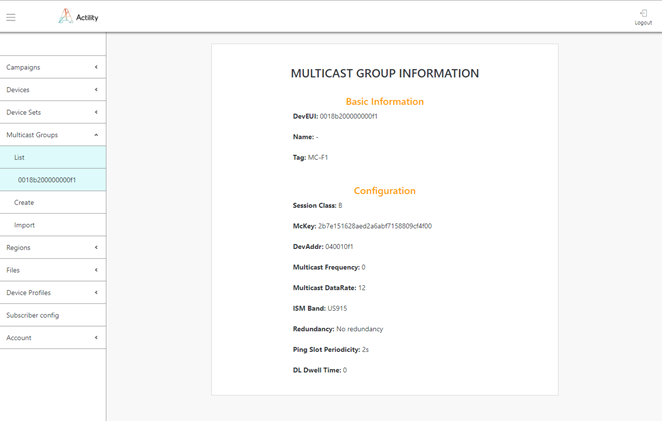 Actility
Logout
Campaigns
Devices
Device Sets
Multicast Groups
List
0018b200000000f1
Create
Import
Regions
Files
Device Profiles
Subscriber config
Account
MULTICAST GROUP INFORMATION
Basic Information
DevEUI: 0018b200000000f1
Name: -
Tag: MC-F1
Configuration
Session Class: B
McKey: 2b7e151628aed2a6abf7158809cf4f00
DevAddr: 040010f1
Multicast Frequency: 0
Multicast DataRate: 12
ISM Band: US915
Redundancy: No redundancy
Ping Slot Periodicity: 2s
DL Dwell Time: 0